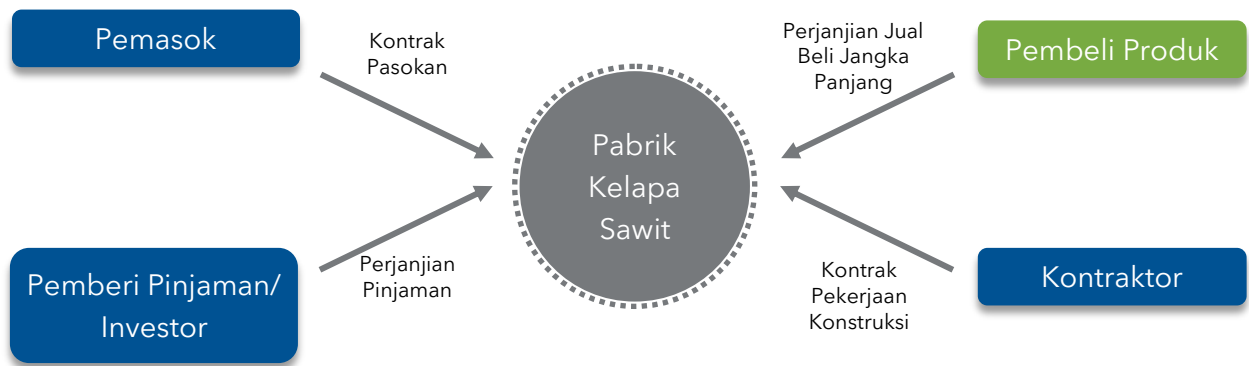 Pemasok
Kontrak
Pasokan
Perjanjian Jual
Beli Jangka
Panjang
Pembeli Produk
Pabrik
Kelapa
Sawit
Pemberi Pinjaman/
Investor
Perjanjian
Pinjaman
Kontrak
Pekerjaan
Konstruksi
Kontraktor